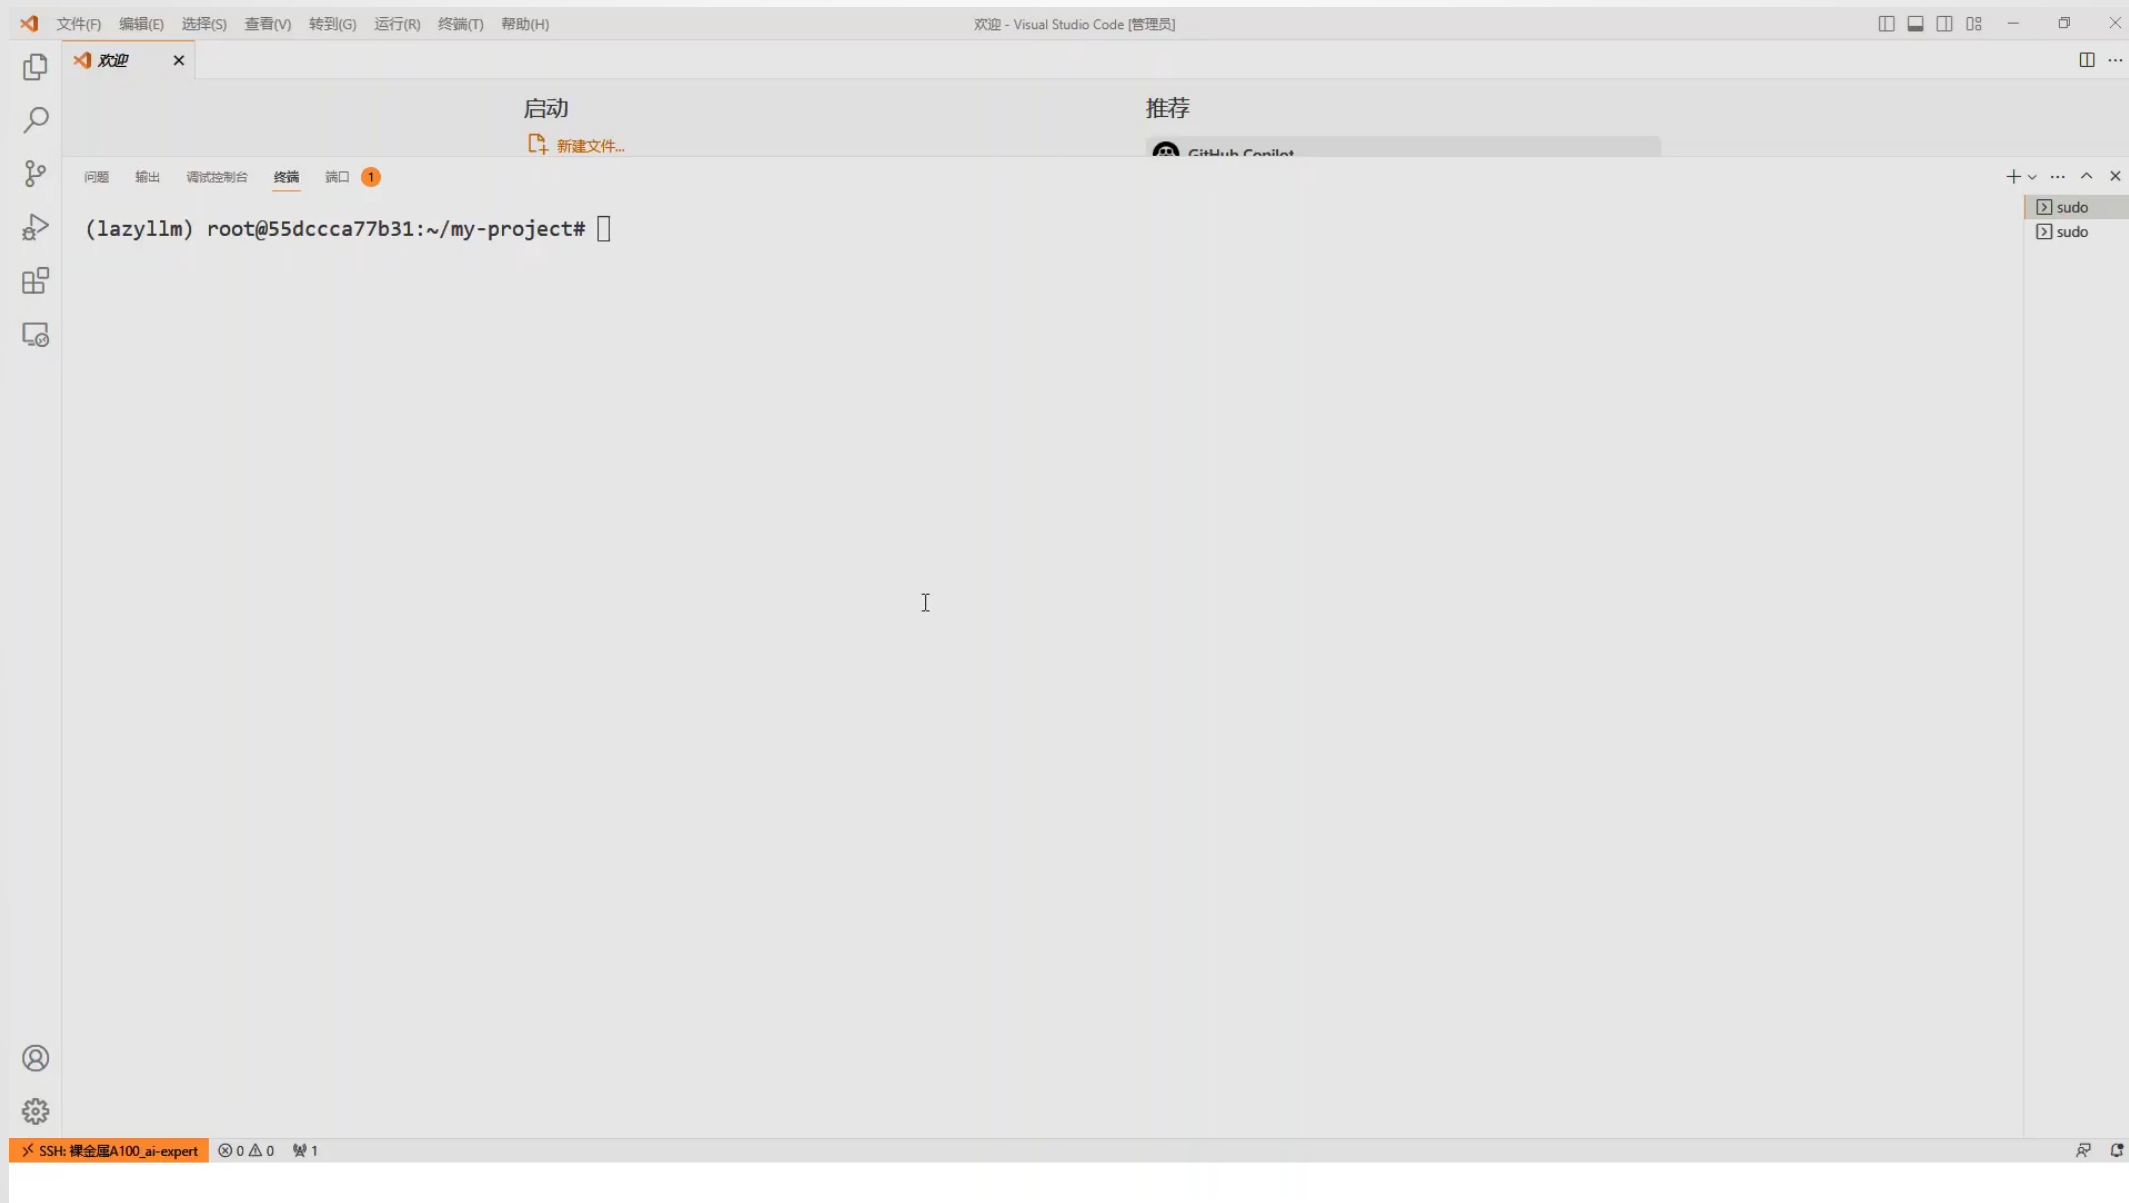 文件(F) 编辑(E) 选择(S) 查看(V) 转到(G) 运行(R) 终端(T) 帮助(H) 欢迎 - Visual Studio Code [管理员]
欢迎
启动 推荐
新建文件... GitHub Copilot
问题 输出 调试控制台 终端 端口 1
sudo
(lazyllm) root@55dccca77b31:~/my-project#
sudo
SSH: 裸金属A100_ai-expert 0 0 1